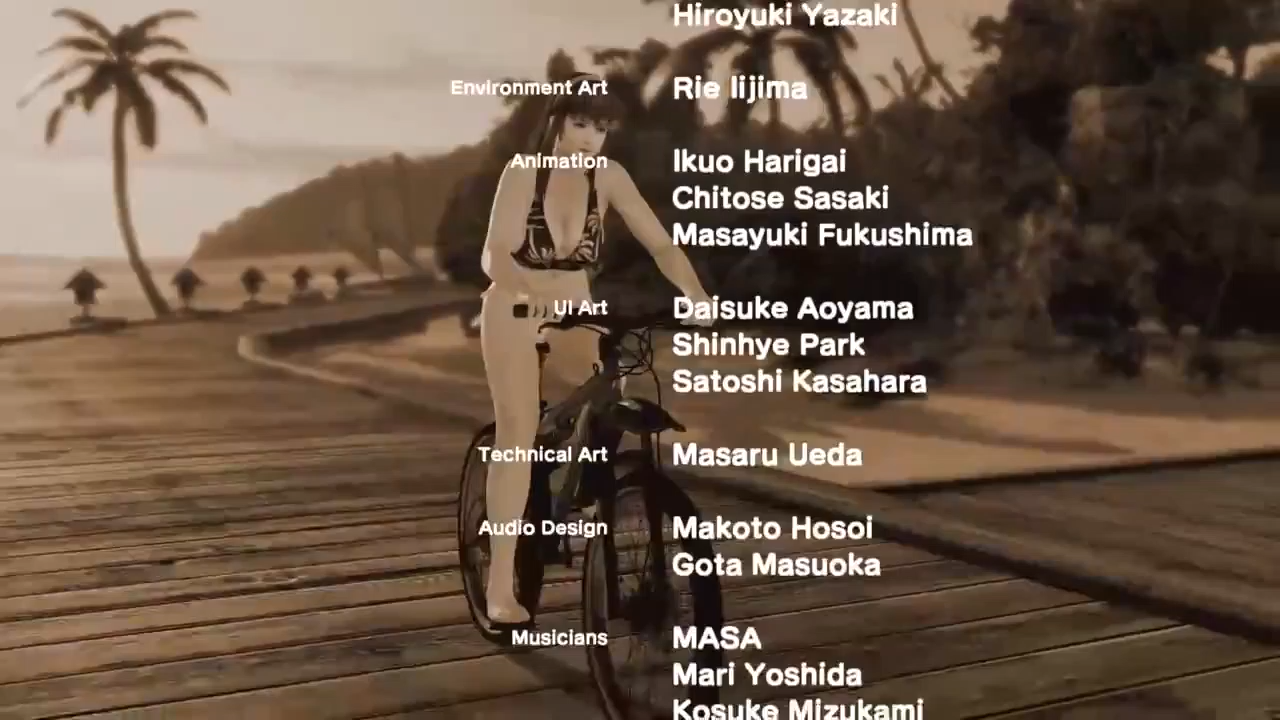 Hiroyuki Yazaki
Environment Art Rie Iijima
Animation Ikuo Harigai
Chitose Sasaki
Masayuki Fukushima
UI Art Daisuke Aoyama
Shinhye Park
Satoshi Kasahara
Technical Art Masaru Ueda
Audio Design Makoto Hosoi
Gota Masuoka
Musicians MASA
Mari Yoshida
Kosuke Mizukami